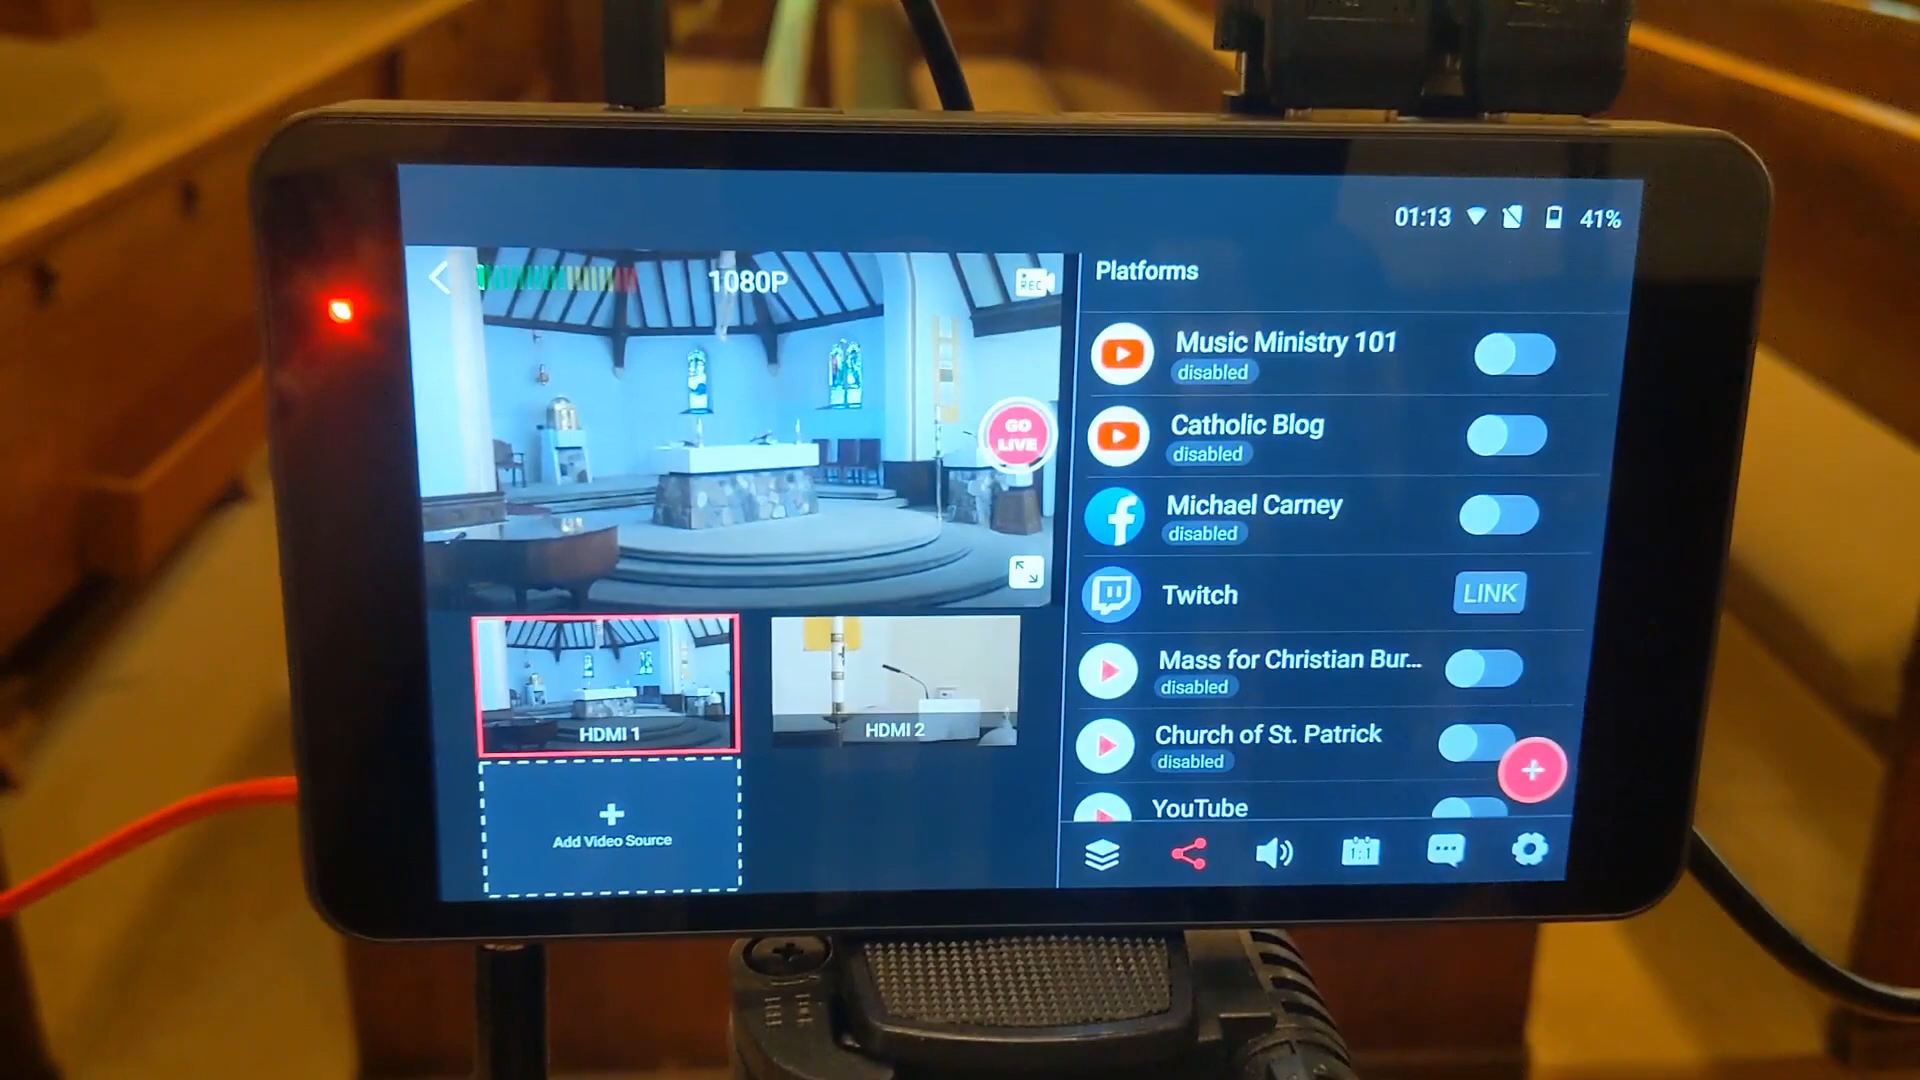 01:13 41%
1080P
REC
GO
LIVE
HDMI 1
HDMI 2
Add Video Source
Platforms
Music Ministry 101
disabled
Catholic Blog
disabled
Michael Carney
disabled
Twitch
LINK
Mass for Christian Bur...
disabled
Church of St. Patrick
disabled
YouTube
1:1